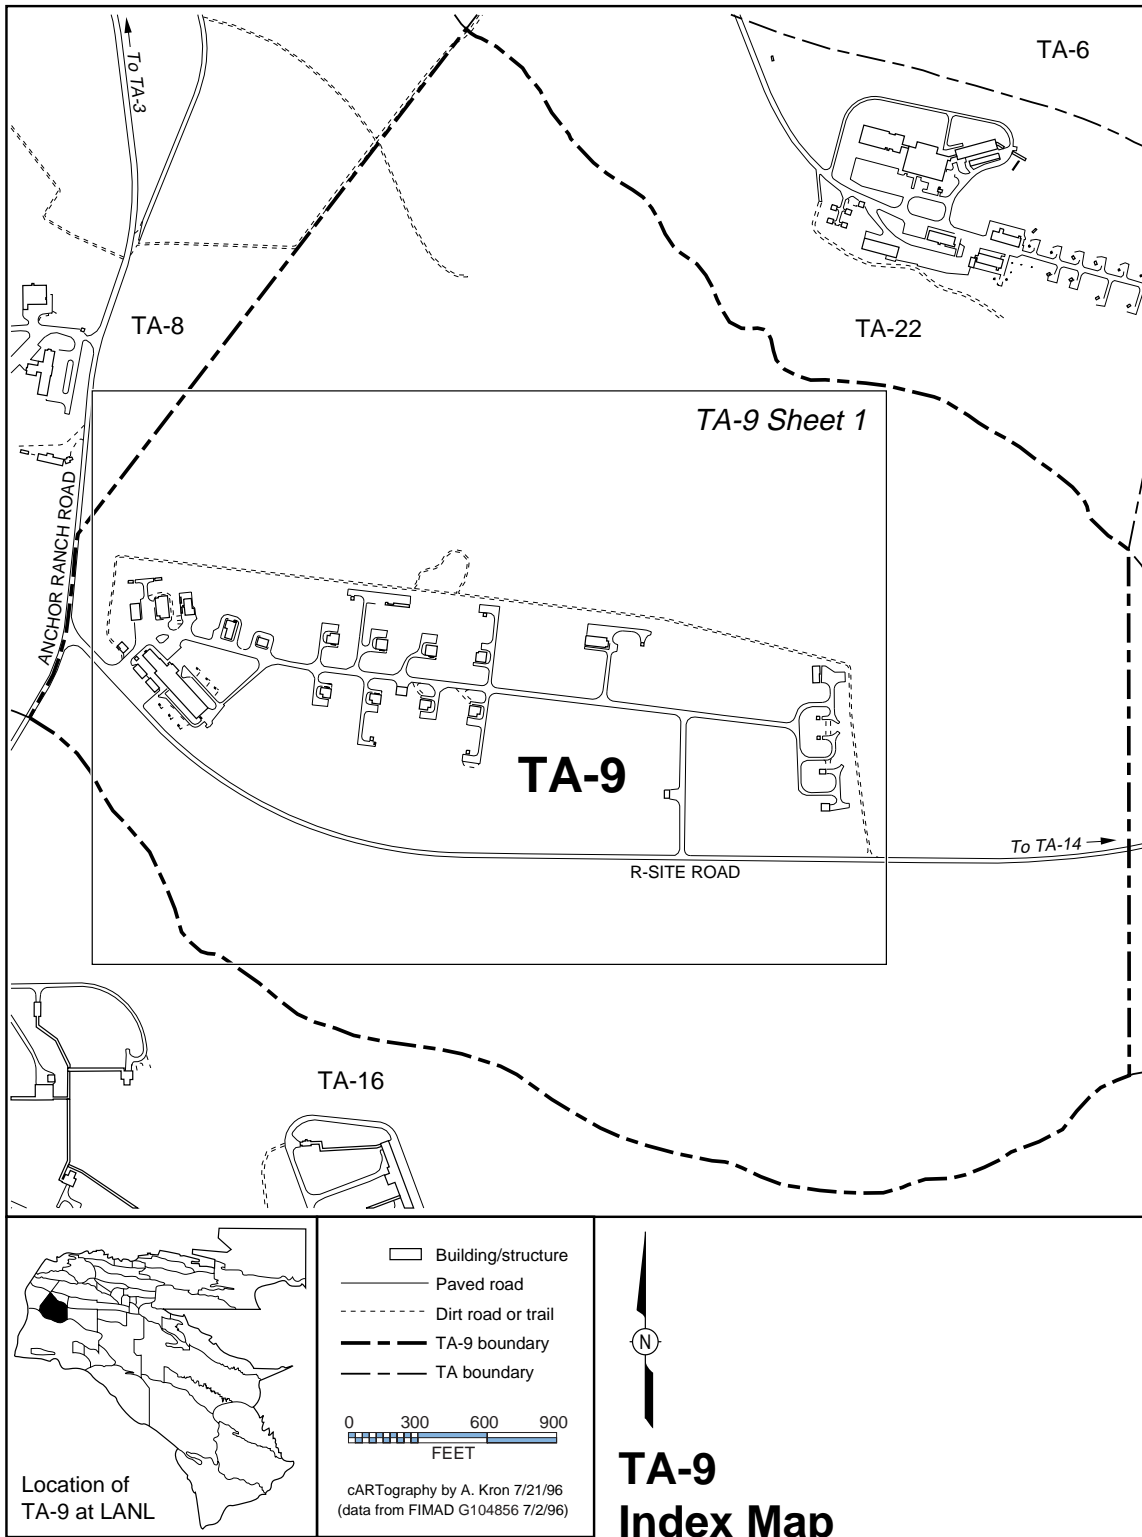 To TA-3
TA-6
TA-8
TA-22
TA-9 Sheet 1
ANCHOR RANCH ROAD
TA-9
To TA-14
R-SITE ROAD
TA-16
Location of
TA-9 at LANL
Building/structure
Paved road
Dirt road or trail
TA-9 boundary
TA boundary
0 300 600 900
FEET
cARTography by A. Kron 7/21/96
(data from FIMAD G104856 7/2/96)
N
TA-9
Index Map